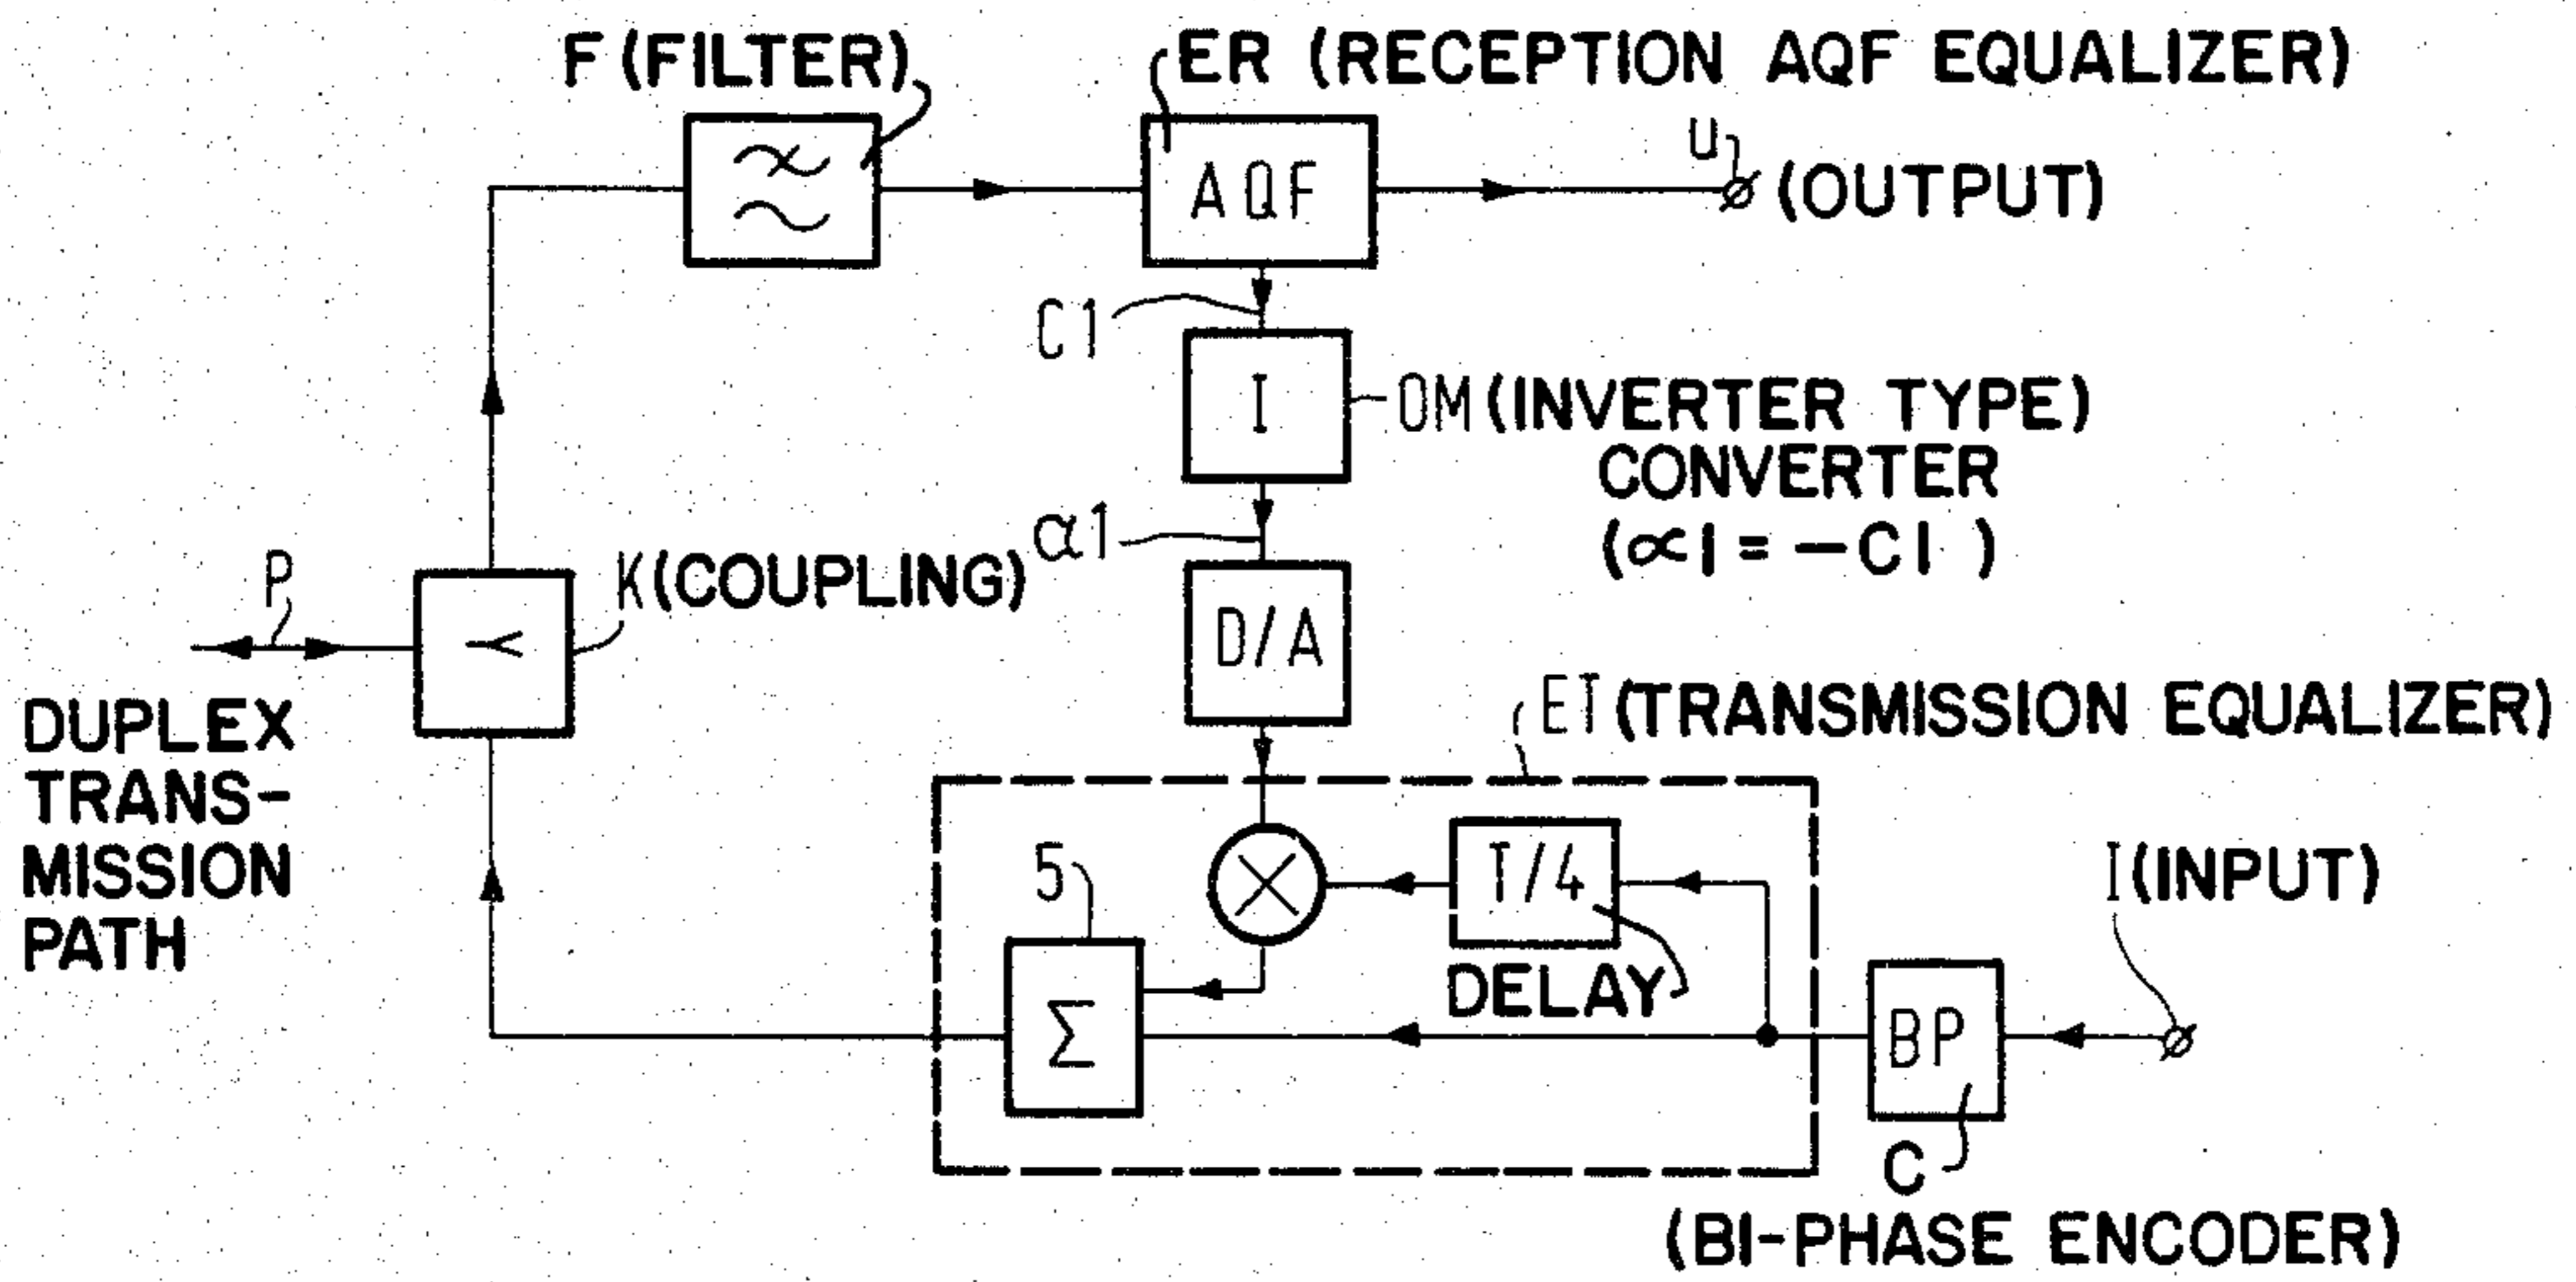 F (FILTER)
ER (RECEPTION AQF EQUALIZER)
AQF
U
(OUTPUT)
C1
I
OM (INVERTER TYPE)
CONVERTER
(∝1 = −C1 )
α1
D/A
P
K (COUPLING)
DUPLEX
TRANS-
MISSION
PATH
ET (TRANSMISSION EQUALIZER)
T/4
DELAY
5
Σ
I (INPUT)
BP
C
(BI-PHASE ENCODER)